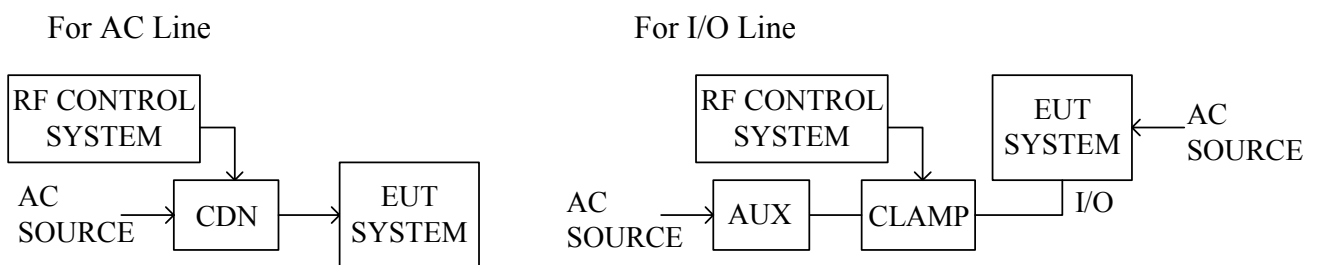 For AC Line
RF CONTROL
SYSTEM
AC
SOURCE
CDN
EUT
SYSTEM
For I/O Line
RF CONTROL
SYSTEM
EUT
SYSTEM
AC
SOURCE
AC
SOURCE
AUX
CLAMP
I/O